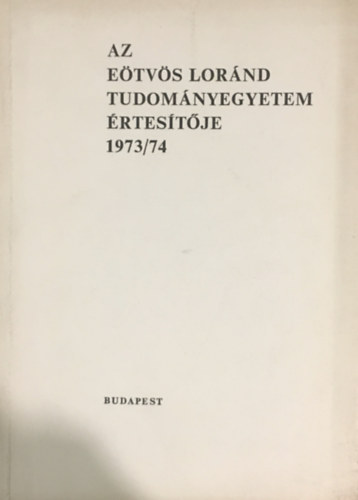 AZ
EÖTVÖS LORÁND
TUDOMÁNYEGYETEM
ÉRTESÍTŐJE
1973/74
BUDAPEST